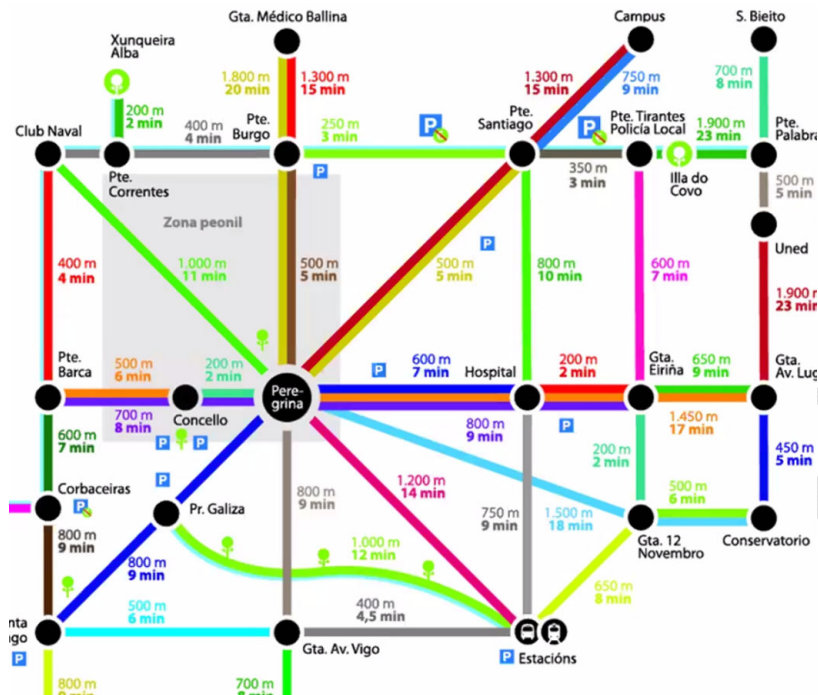 Gta. Médico Ballina
Campus
S. Bieito
Xunqueira
Alba
1.800 m
20 min
1.300 m
15 min
1.300 m
15 min
750 m
9 min
700 m
8 min
200 m
2 min
400 m
4 min
Pte.
Burgo
250 m
3 min
P
Pte.
Santiago
P
Pte. Tirantes
Policía Local
1.900 m
23 min
Pte.
Palabra
Club Naval
Pte.
Correntes
P
350 m
3 min
Illa do
Covo
500 m
5 min
Zona peonil
Uned
400 m
4 min
1.000 m
11 min
500 m
5 min
500 m
5 min
P
800 m
10 min
600 m
7 min
1.900 m
23 min
Pte.
Barca
500 m
6 min
200 m
2 min
Pere-
grina
P
600 m
7 min
Hospital
200 m
2 min
Gta.
Eiriña
650 m
9 min
Gta.
Av. Lug
700 m
8 min
Concello
P
P
800 m
9 min
P
1.450 m
17 min
600 m
7 min
P
200 m
2 min
450 m
5 min
Corbaceiras
P
Pr. Galiza
800 m
9 min
1.200 m
14 min
750 m
9 min
1.500 m
18 min
500 m
6 min
800 m
9 min
800 m
9 min
1.000 m
12 min
Gta. 12
Novembro
Conservatorio
500 m
6 min
400 m
4,5 min
650 m
8 min
nta
go
P
Gta. Av. Vigo
P
Estacións
800 m
700 m